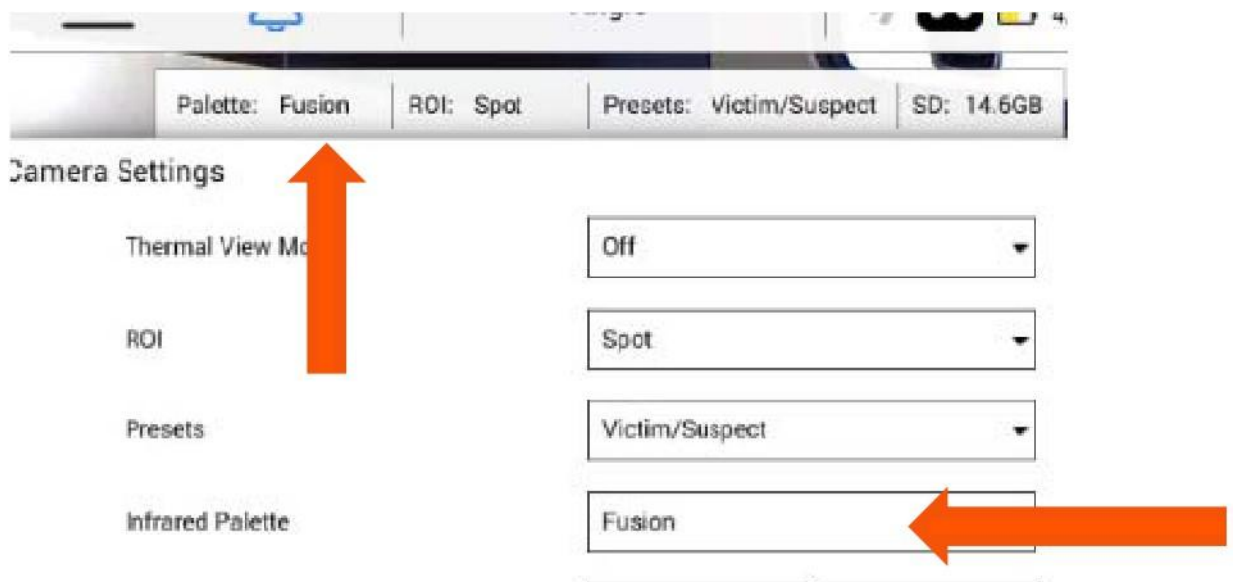 Palette: Fusion ROI: Spot Presets: Victim/Suspect SD: 14.6GB
Camera Settings
Thermal View Mo
Off
ROI
Spot
Presets
Victim/Suspect
Infrared Palette
Fusion